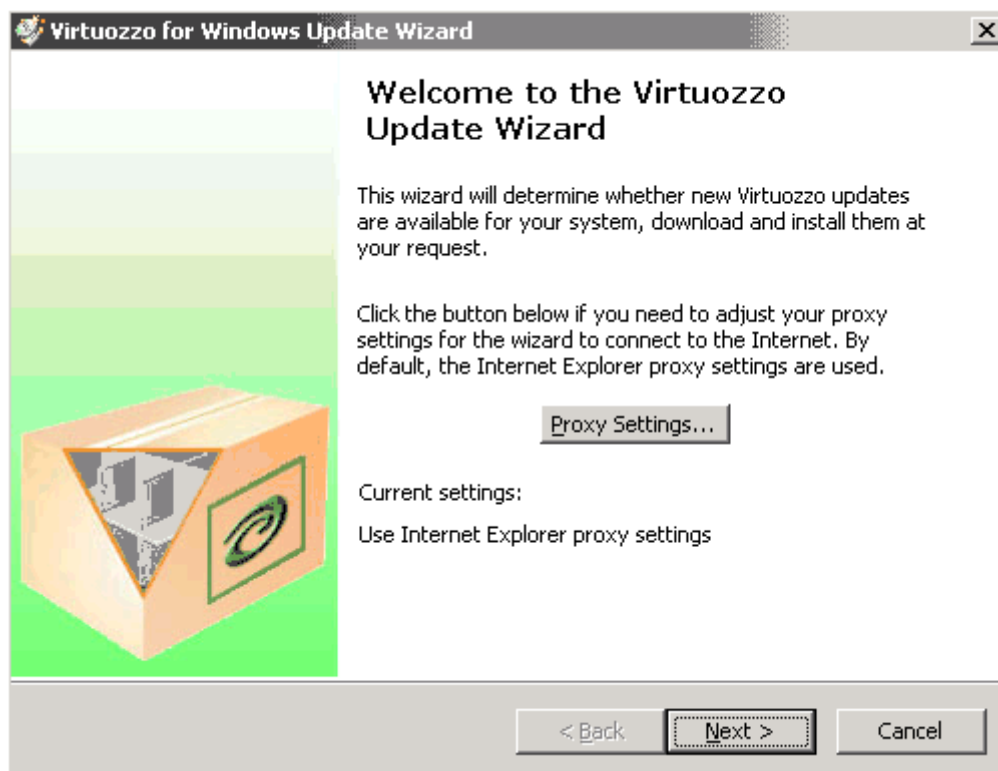 Virtuozzo for Windows Update Wizard
Welcome to the Virtuozzo
Update Wizard
This wizard will determine whether new Virtuozzo updates
are available for your system, download and install them at
your request.
Click the button below if you need to adjust your proxy
settings for the wizard to connect to the Internet. By
default, the Internet Explorer proxy settings are used.
Proxy Settings...
Current settings:
Use Internet Explorer proxy settings
< Back
Next >
Cancel